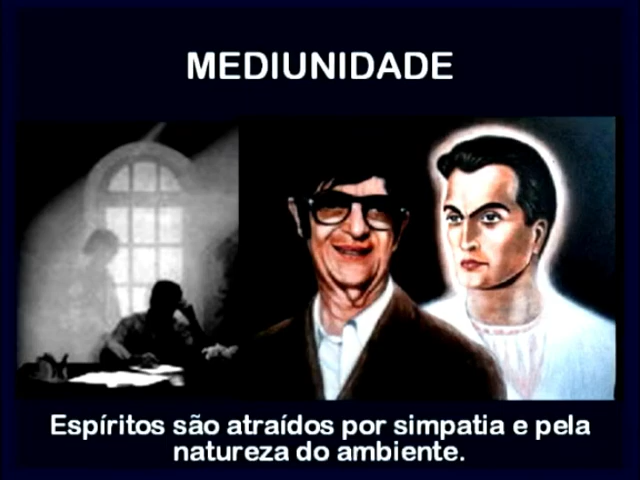 MEDIUNIDADE
Espíritos são atraídos por simpatia e pela
natureza do ambiente.